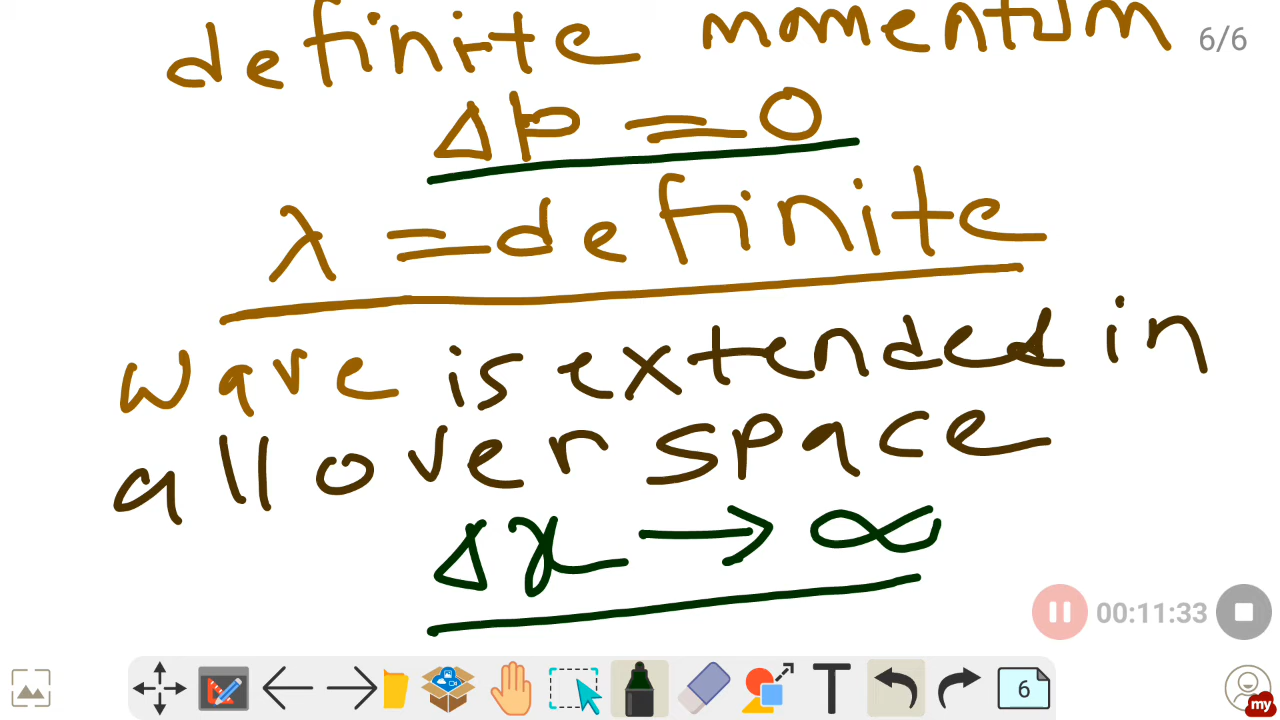 definite momentum
6/6
Δp = 0
λ = definite
wave is extended in
all over space
Δx → ∞
00:11:33
T
6
my